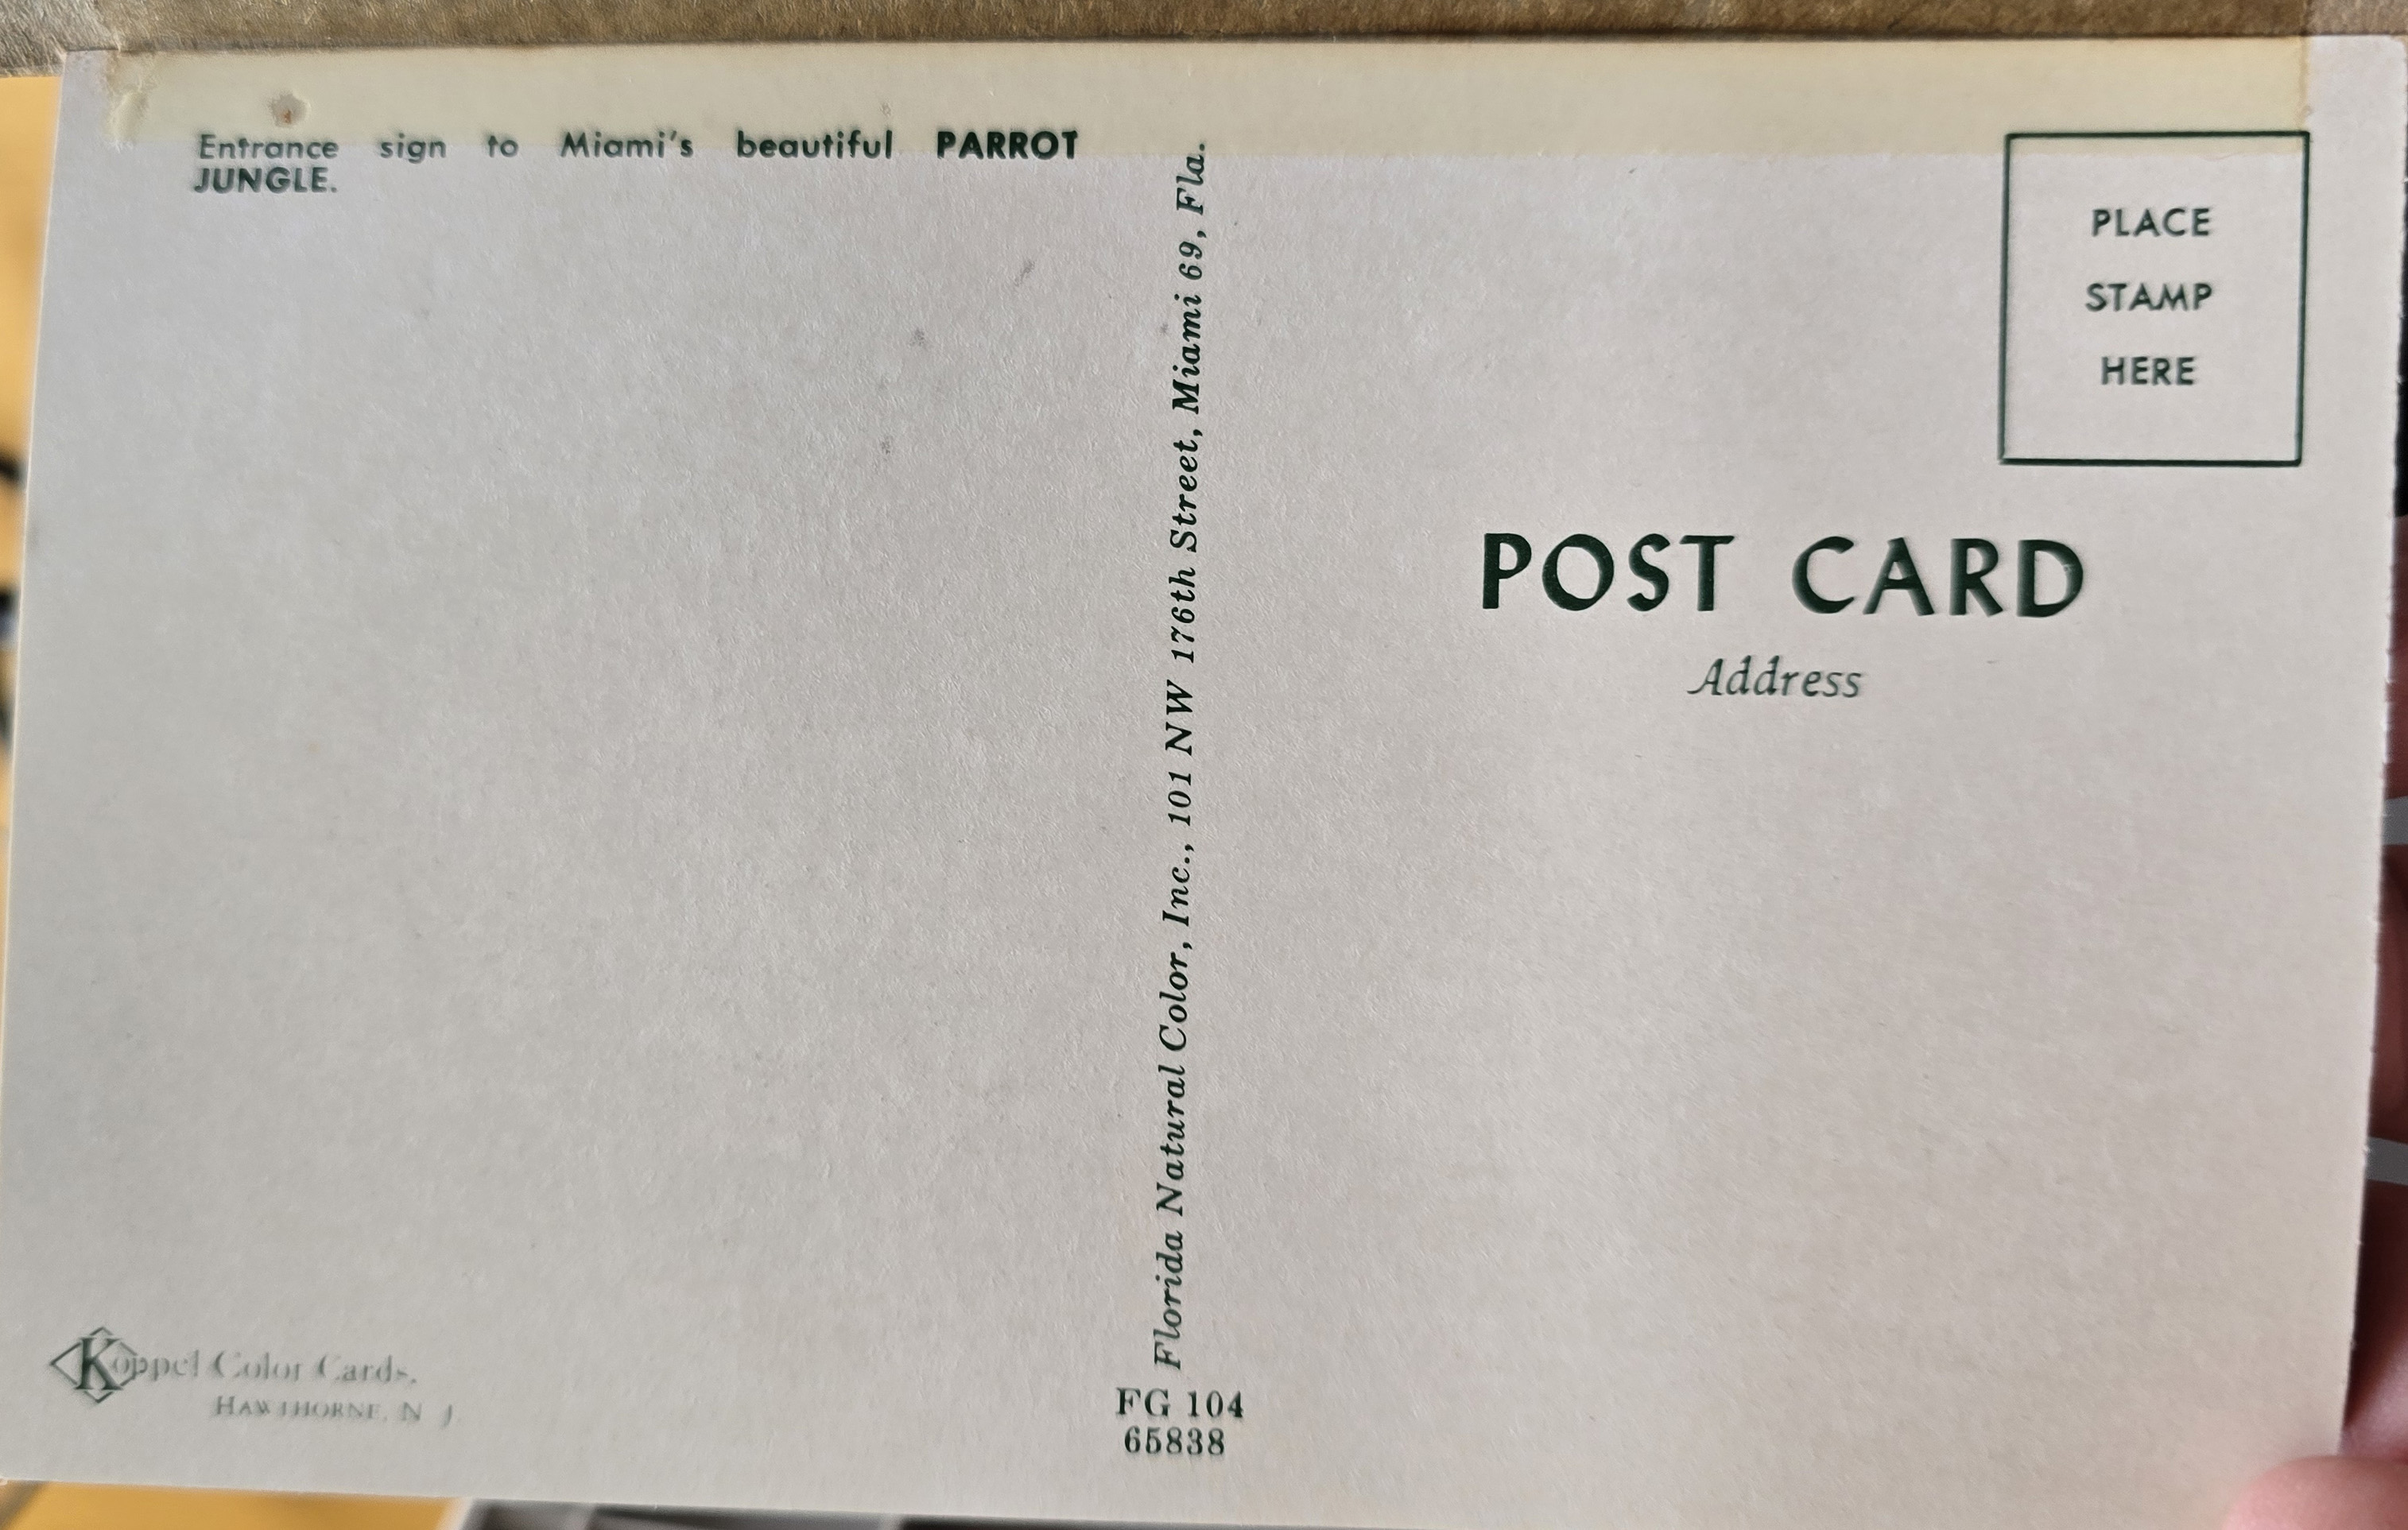 Entrance sign to Miami's beautiful PARROT
JUNGLE.
Florida Natural Color, Inc., 101 NW 176th Street, Miami 69, Fla.
PLACE
STAMP
HERE
POST CARD
Address
Koppel Color Cards,
HAWTHORNE, N J
FG 104
65838